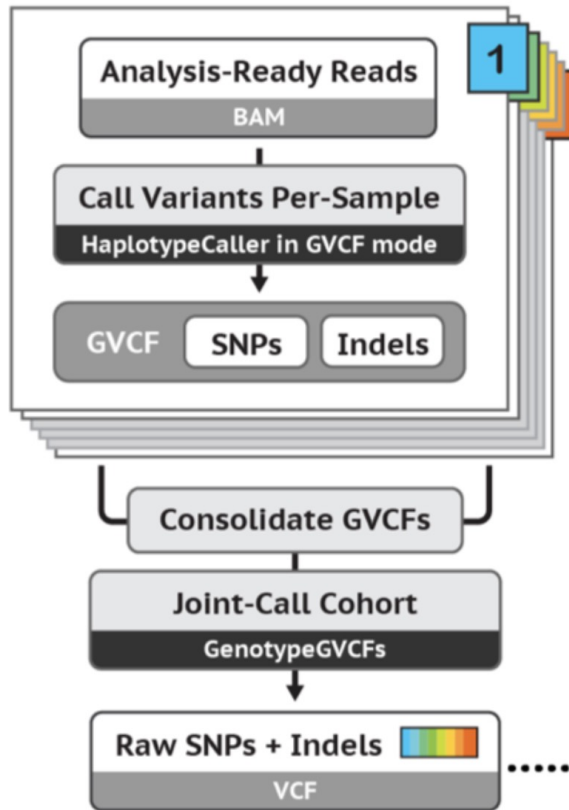 1
Analysis-Ready Reads
BAM
Call Variants Per-Sample
HaplotypeCaller in GVCF mode
GVCF SNPs Indels
Consolidate GVCFs
Joint-Call Cohort
GenotypeGVCFs
Raw SNPs + Indels
VCF